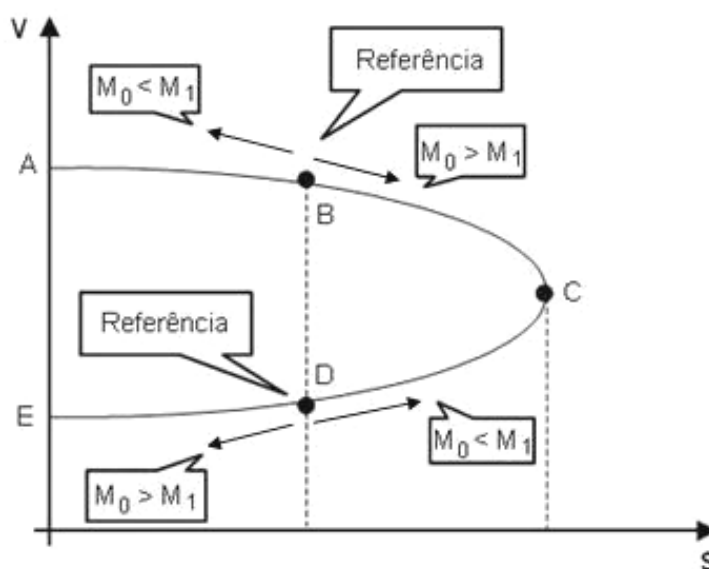 V
Referência
M0 < M1
M0 > M1
A
B
C
Referência
D
E
M0 < M1
M0 > M1
S